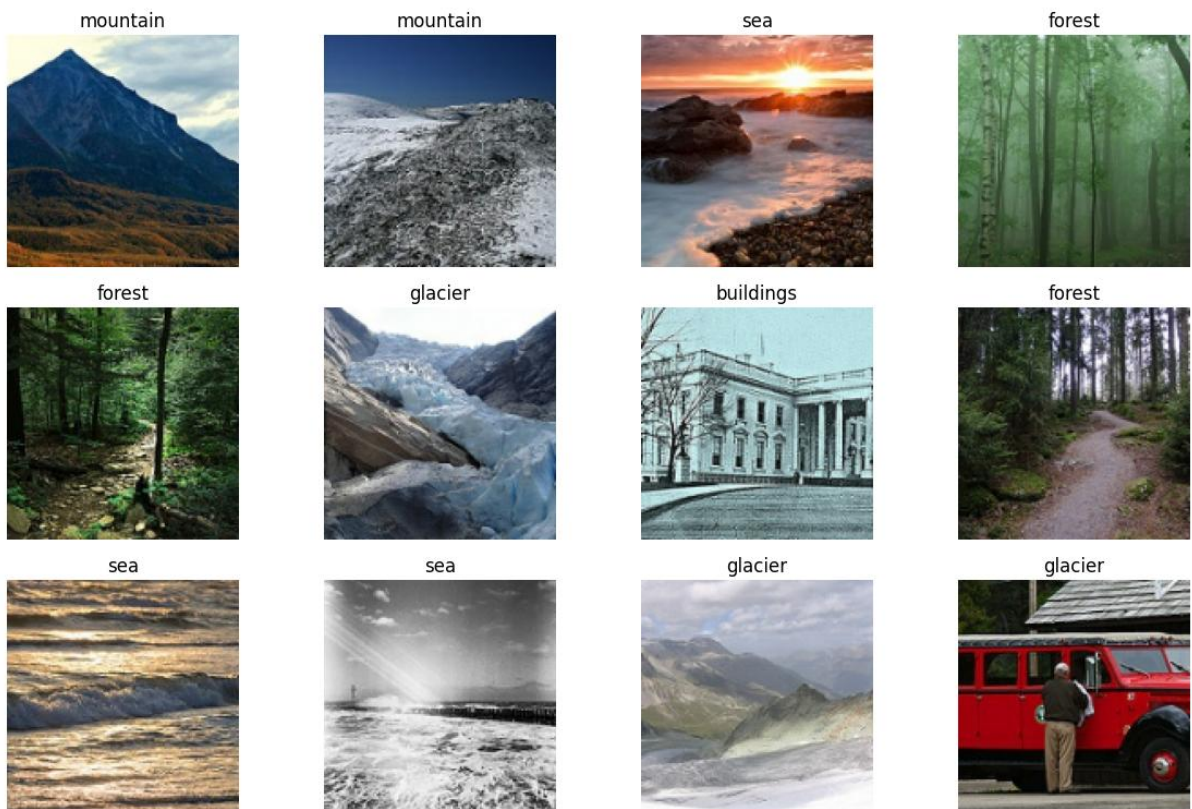 mountain
mountain
sea
forest
forest
glacier
buildings
forest
sea
sea
glacier
glacier